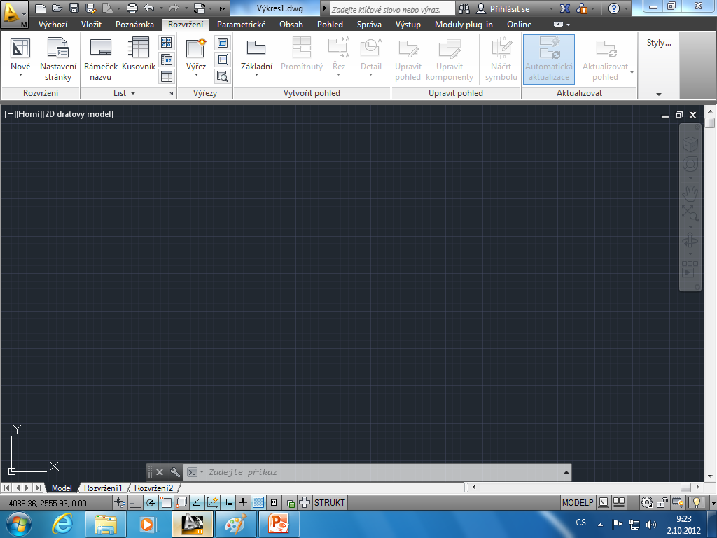 Výkres1.dwg
Zadejte klíčové slovo nebo výraz.
Přihlásit se
Výchozí Vložit Poznámka Rozvržení Parametrické Obsah Pohled Správa Výstup Moduly plug-in Online
Nové
Nastavení stránky
Rámeček názvu
Kusovník
Výřez
Základní
Promítnutý
Řez
Detail
Upravit pohled
Upravit komponenty
Náčrt symbolu
Automatická aktualizace
Aktualizovat pohled
Styly...
Rozvržení List Výřezy Vytvořit pohled Upravit pohled Aktualizovat
[−][Horní][2D drátový model]
Y
X
Zadejte příkaz
Model Rozvržení1 Rozvržení2
STRUKT
MODELP
CS
9:23
2.10.2012